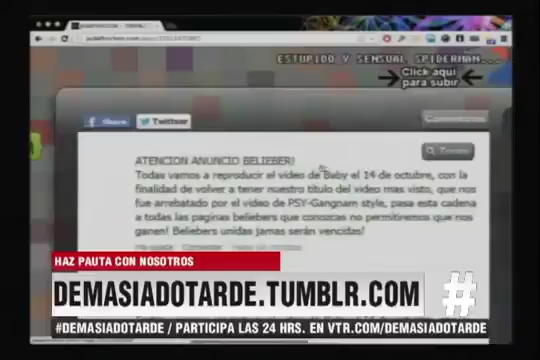 ESTUPIDO Y SENSUAL SPIDERMAN...
Click aqui
para subir
Share
Twittear
Comentarios
ATENCION ANUNCIO BELIEBER!
Todas vamos a reproducir el video de Baby el 14 de octubre, con la
finalidad de volver a tener nuestro titulo del video mas visto, que nos
fue arrebatado por el video de PSY-Gangnam style, pasa esta cadena
a todas las paginas beliebers que conozcas no permitiremos que nos
ganen! Beliebers unidas jamas serán vencidas!
HAZ PAUTA CON NOSOTROS
DEMASIADOTARDE.TUMBLR.COM
#
#DEMASIADOTARDE / PARTICIPA LAS 24 HRS. EN VTR.COM/DEMASIADOTARDE